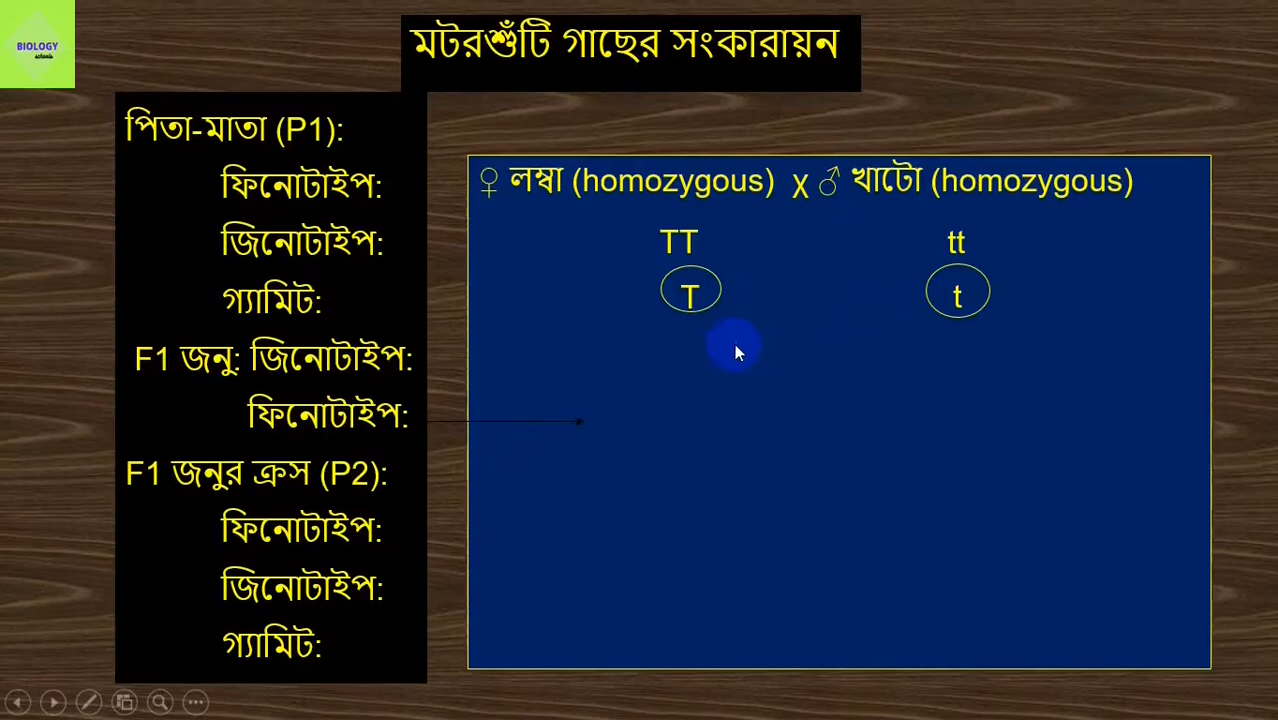 BIOLOGY
schools
মটরশুঁটি গাছের সংকারায়ন
পিতা-মাতা (P1):
ফিনোটাইপ:
জিনোটাইপ:
গ্যামিট:
F1 জনু: জিনোটাইপ:
ফিনোটাইপ:
F1 জনুর ক্রস (P2):
ফিনোটাইপ:
জিনোটাইপ:
গ্যামিট:
♀ লম্বা (homozygous) χ ♂ খাটো (homozygous)
TT tt
T t